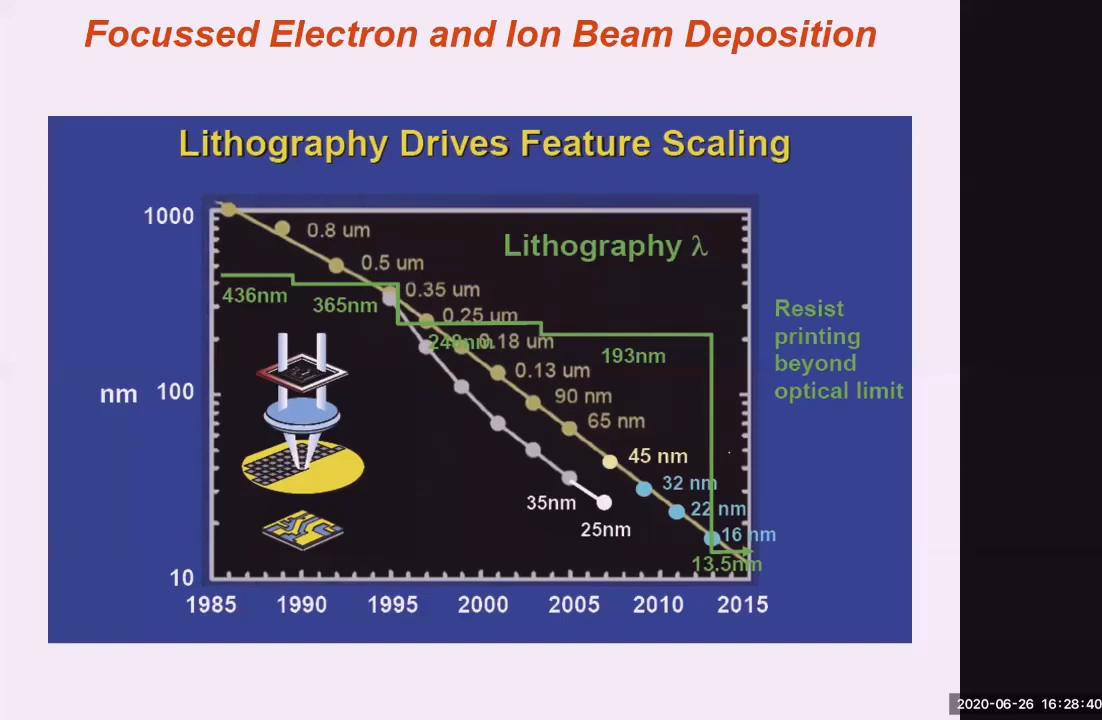 Focussed Electron and Ion Beam Deposition
Lithography Drives Feature Scaling
1000
0.8 um
Lithography λ
0.5 um
436nm
365nm
0.35 um
0.25 um
248nm
0.18 um
193nm
Resist
printing
beyond
optical limit
0.13 um
nm
100
90 nm
65 nm
45 nm
32 nm
35nm
22 nm
25nm
16 nm
13.5nm
10
1985 1990 1995 2000 2005 2010 2015
2020-06-26 16:28:40